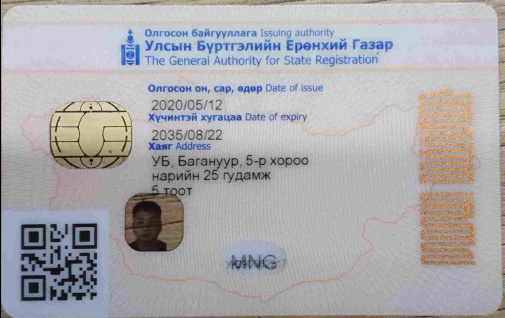 Олгосон байгууллага Issuing authority
Улсын Бүртгэлийн Ерөнхий Газар
The General Authority for State Registration
Олгосон он, сар, өдөр Date of issue
2020/05/12
Хүчинтэй хугацаа Date of expiry
2035/08/22
Хаяг Address
УБ, Багануур, 5-р хороо
нарийн 25 гудамж
5 тоот
MNG